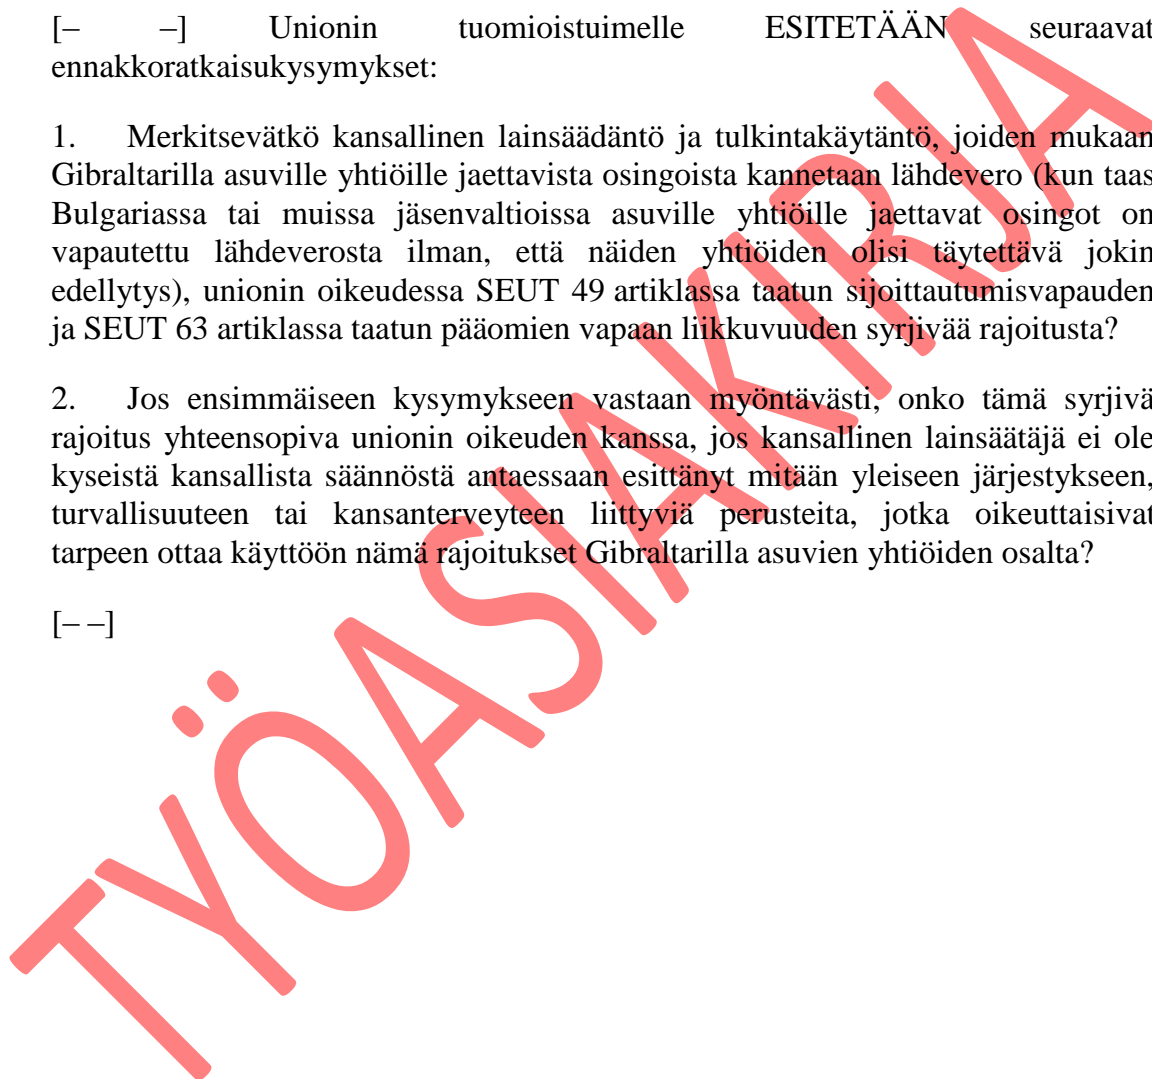 [– –] Unionin tuomioistuimelle ESITETÄÄN seuraavat
ennakkoratkaisukysymykset:
1. Merkitsevätkö kansallinen lainsäädäntö ja tulkintakäytäntö, joiden mukaan
Gibraltarilla asuville yhtiöille jaettavista osingoista kannetaan lähdevero (kun taas
Bulgariassa tai muissa jäsenvaltioissa asuville yhtiöille jaettavat osingot on
vapautettu lähdeverosta ilman, että näiden yhtiöiden olisi täytettävä jokin
edellytys), unionin oikeudessa SEUT 49 artiklassa taatun sijoittautumisvapauden
ja SEUT 63 artiklassa taatun pääomien vapaan liikkuvuuden syrjivää rajoitusta?
2. Jos ensimmäiseen kysymykseen vastaan myöntävästi, onko tämä syrjivä
rajoitus yhteensopiva unionin oikeuden kanssa, jos kansallinen lainsäätäjä ei ole
kyseistä kansallista säännöstä antaessaan esittänyt mitään yleiseen järjestykseen,
turvallisuuteen tai kansanterveyteen liittyviä perusteita, jotka oikeuttaisivat
tarpeen ottaa käyttöön nämä rajoitukset Gibraltarilla asuvien yhtiöiden osalta?
[– –]
TYÖASIAKIRJA